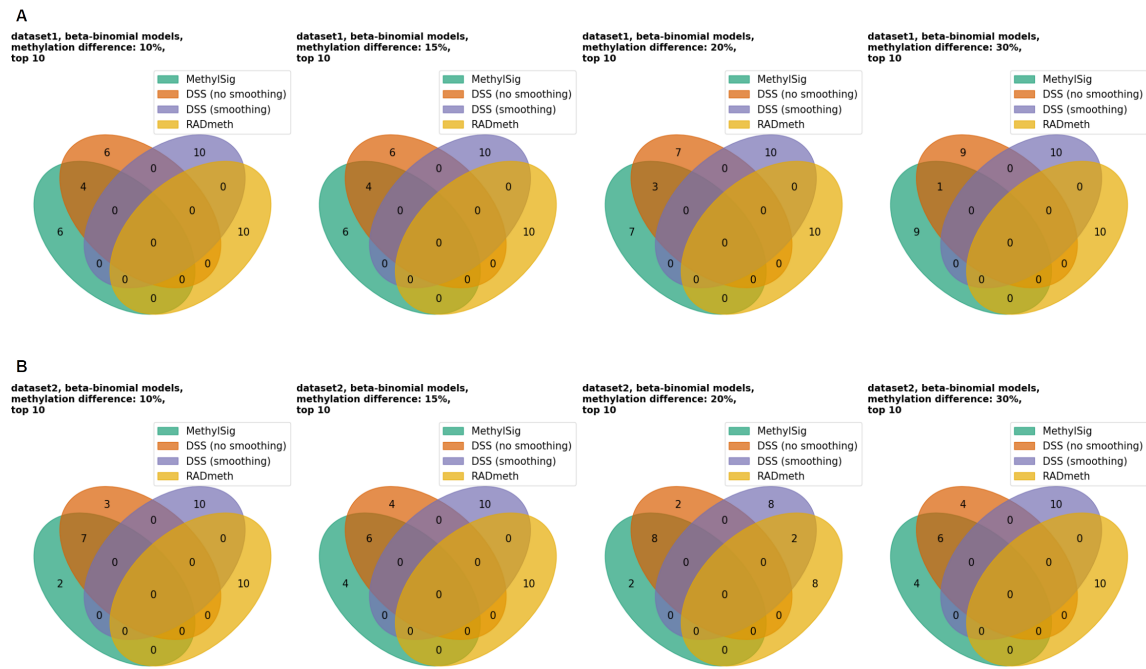 A
dataset1, beta-binomial models,
methylation difference: 10%,
top 10
MethylSig
DSS (no smoothing)
DSS (smoothing)
RADmeth
6
10
0
4
0
0
0
6
10
0
0
0
0
0
0
dataset1, beta-binomial models,
methylation difference: 15%,
top 10
MethylSig
DSS (no smoothing)
DSS (smoothing)
RADmeth
6
10
0
4
0
0
0
6
10
0
0
0
0
0
0
dataset1, beta-binomial models,
methylation difference: 20%,
top 10
MethylSig
DSS (no smoothing)
DSS (smoothing)
RADmeth
7
10
0
3
0
0
0
7
10
0
0
0
0
0
0
dataset1, beta-binomial models,
methylation difference: 30%,
top 10
MethylSig
DSS (no smoothing)
DSS (smoothing)
RADmeth
9
10
0
1
0
0
0
9
10
0
0
0
0
0
0
B
dataset2, beta-binomial models,
methylation difference: 10%,
top 10
MethylSig
DSS (no smoothing)
DSS (smoothing)
RADmeth
3
10
0
7
0
0
0
2
10
0
0
0
0
0
0
dataset2, beta-binomial models,
methylation difference: 15%,
top 10
MethylSig
DSS (no smoothing)
DSS (smoothing)
RADmeth
4
10
0
6
0
0
0
4
10
0
0
0
0
0
0
dataset2, beta-binomial models,
methylation difference: 20%,
top 10
MethylSig
DSS (no smoothing)
DSS (smoothing)
RADmeth
2
8
0
8
2
0
0
2
8
0
0
0
0
0
0
dataset2, beta-binomial models,
methylation difference: 30%,
top 10
MethylSig
DSS (no smoothing)
DSS (smoothing)
RADmeth
4
10
0
6
0
0
0
4
10
0
0
0
0
0
0